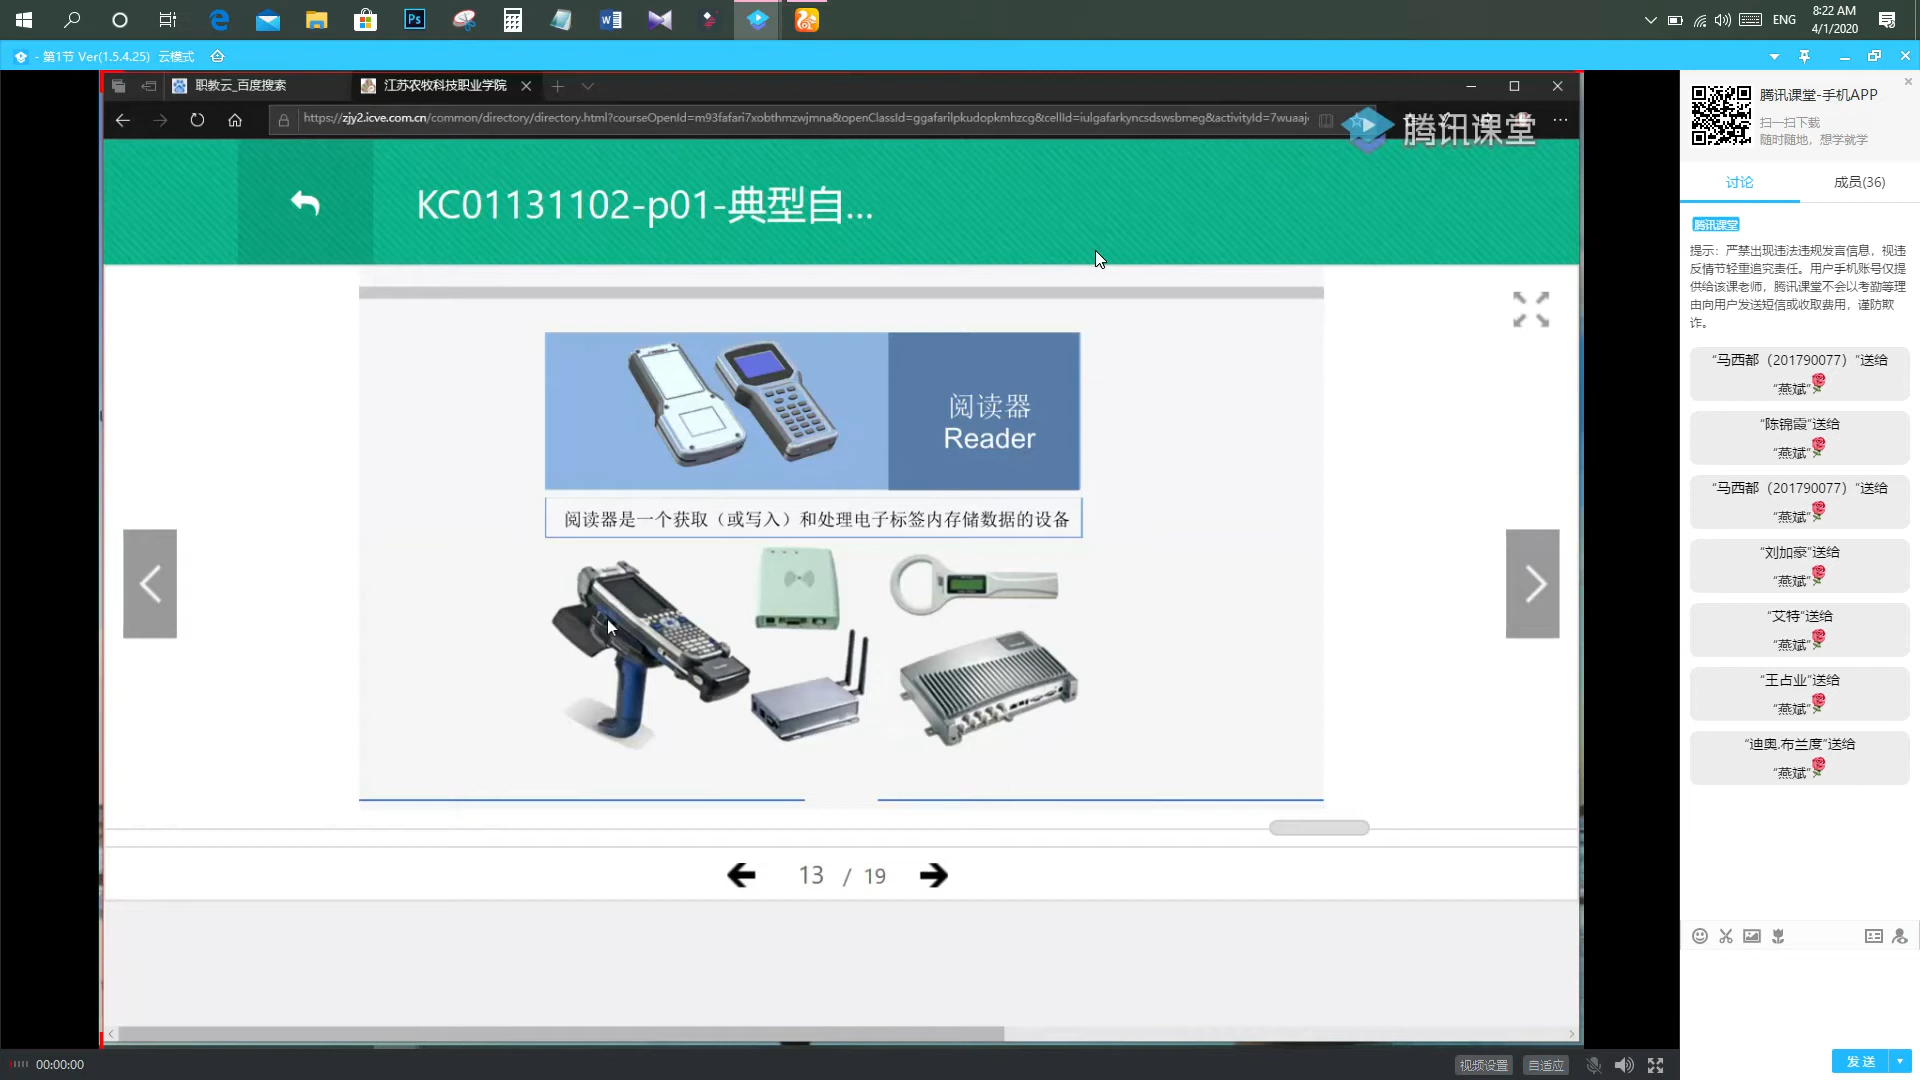 ENG
8:22 AM
4/1/2020
- 第1节 Ver(1.5.4.25) 云模式
职教云_百度搜索
江苏农牧科技职业学院
https://zjy2.icve.com.cn/common/directory/directory.html?courseOpenId=m93fafari7xobthmzwjmna&openClassId=ggafarilpkudopkmhzcg&cellId=iulgafarkyncsdswsbmeg&activityId=7wuaaj
腾讯课堂
KC01131102-p01-典型自...
阅读器
Reader
阅读器是一个获取（或写入）和处理电子标签内存储数据的设备
13 / 19
00:00:00
视频设置
自适应
腾讯课堂-手机APP
扫一扫下载
随时随地，想学就学
讨论
成员(36)
腾讯课堂
提示：严禁出现违法违规发言信息，视违
反情节轻重追究责任。用户手机账号仅提
供给该课老师，腾讯课堂不会以考勤等理
由向用户发送短信或收取费用，谨防欺
诈。
“马西都（201790077）”送给
“燕斌”
“陈锦霞”送给
“燕斌”
“马西都（201790077）”送给
“燕斌”
“刘加豪”送给
“燕斌”
“艾特”送给
“燕斌”
“王占业”送给
“燕斌”
“迪奥.布兰度”送给
“燕斌”
发送